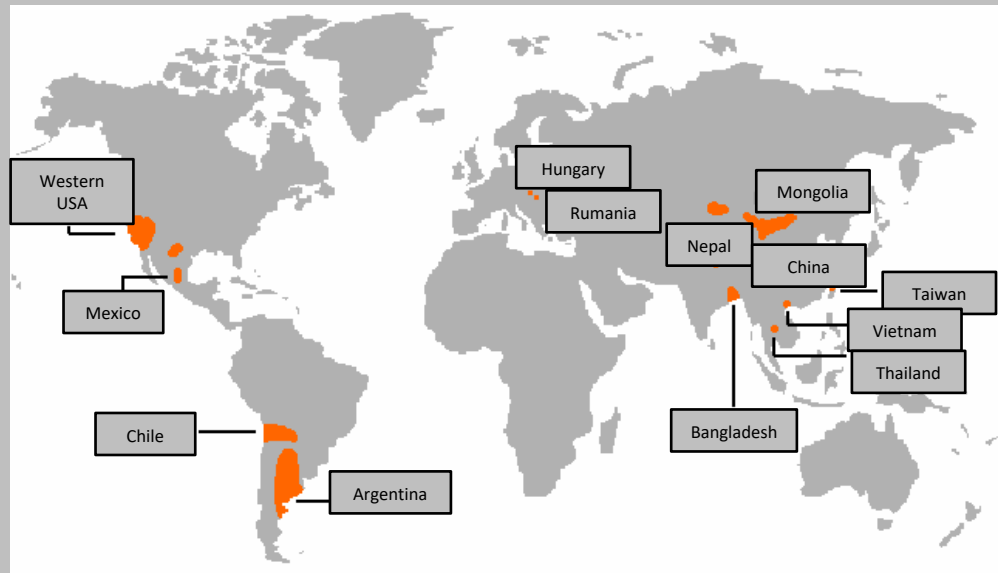 Western
USA
Hungary
Rumania
Mongolia
Nepal
China
Taiwan
Mexico
Vietnam
Thailand
Chile
Bangladesh
Argentina